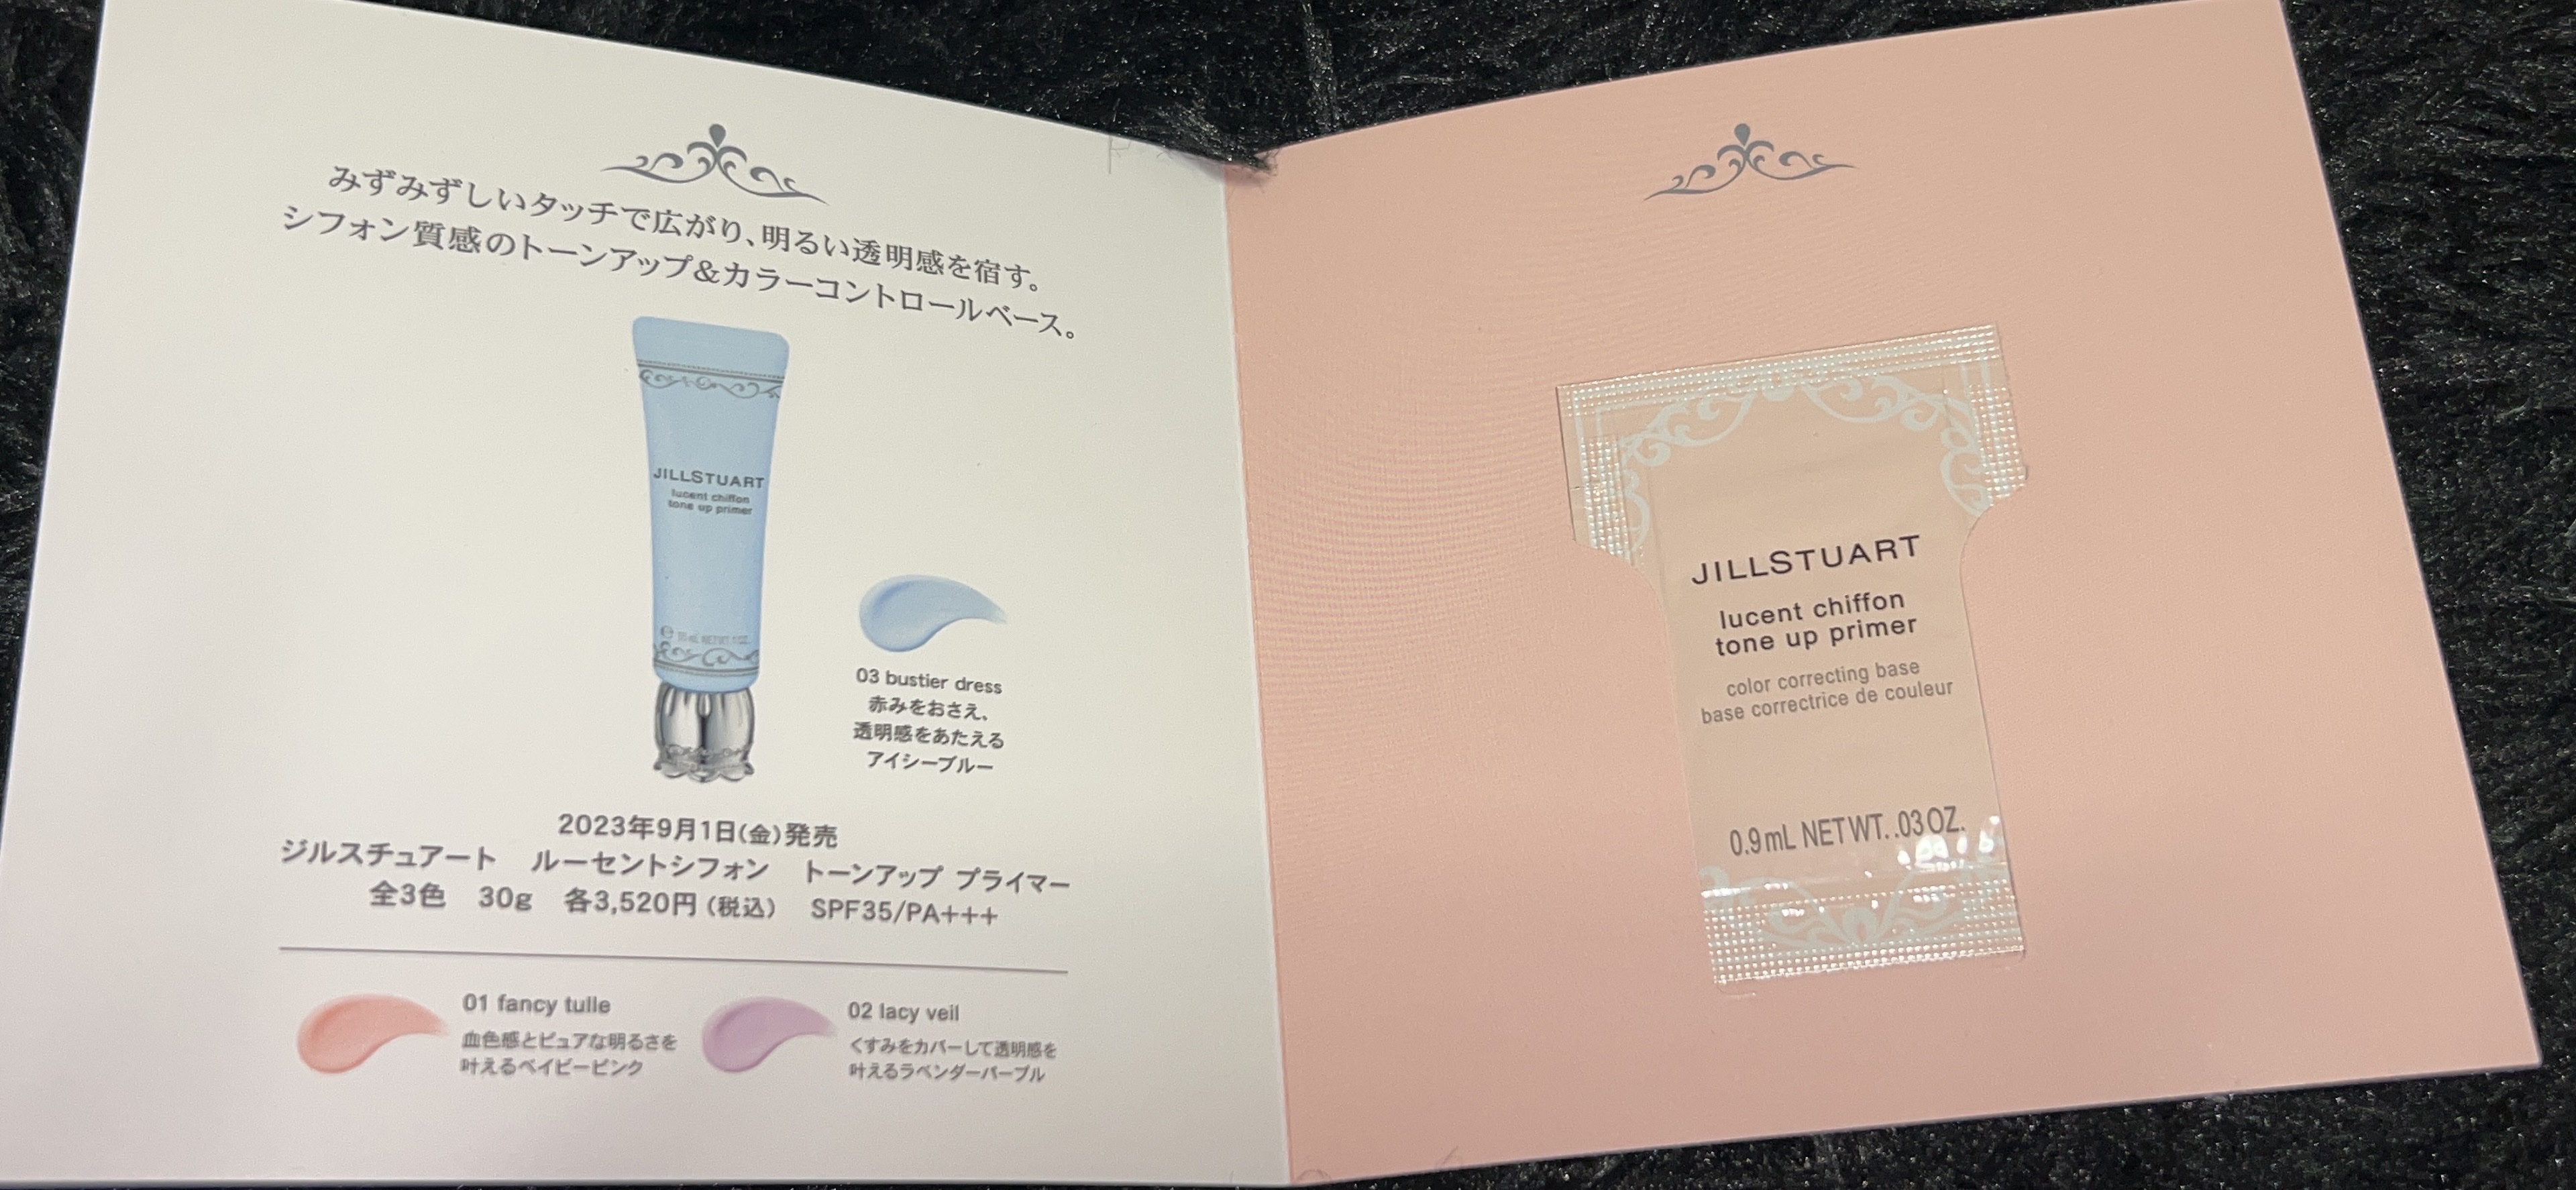 みずみずしいタッチで広がり、明るい透明感を宿す。
シフォン質感のトーンアップ&カラーコントロールベース。
JILLSTUART
lucent chiffon
tone up primer
30mL NET WT. 1 OZ.
03 bustier dress
赤みをおさえ、
透明感をあたえる
アイシーブルー
2023年9月1日(金)発売
ジルスチュアート ルーセントシフォン トーンアップ プライマー
全3色 30g 各3,520円(税込) SPF35/PA+++
01 fancy tulle
血色感とピュアな明るさを
叶えるベイビーピンク
02 lacy veil
くすみをカバーして透明感を
叶えるラベンダーパープル
JILLSTUART
lucent chiffon
tone up primer
color correcting base
base correctrice de couleur
0.9mL NET WT. .03 OZ.